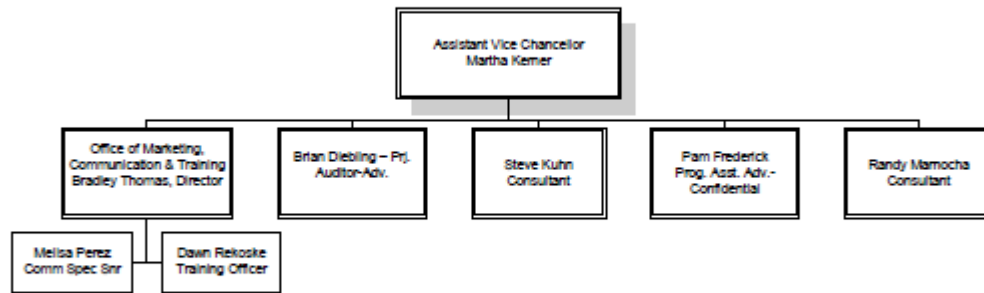 Assistant Vice Chancellor
Martha Kerner
Office of Marketing,
Communication & Training
Bradley Thomas, Director
Brian Diebling – Prj.
Auditor-Adv.
Steve Kuhn
Consultant
Pam Frederick
Prog. Asst. Adv.-
Confidential
Randy Marnocha
Consultant
Melisa Perez
Comm Spec Snr
Dawn Rekoske
Training Officer